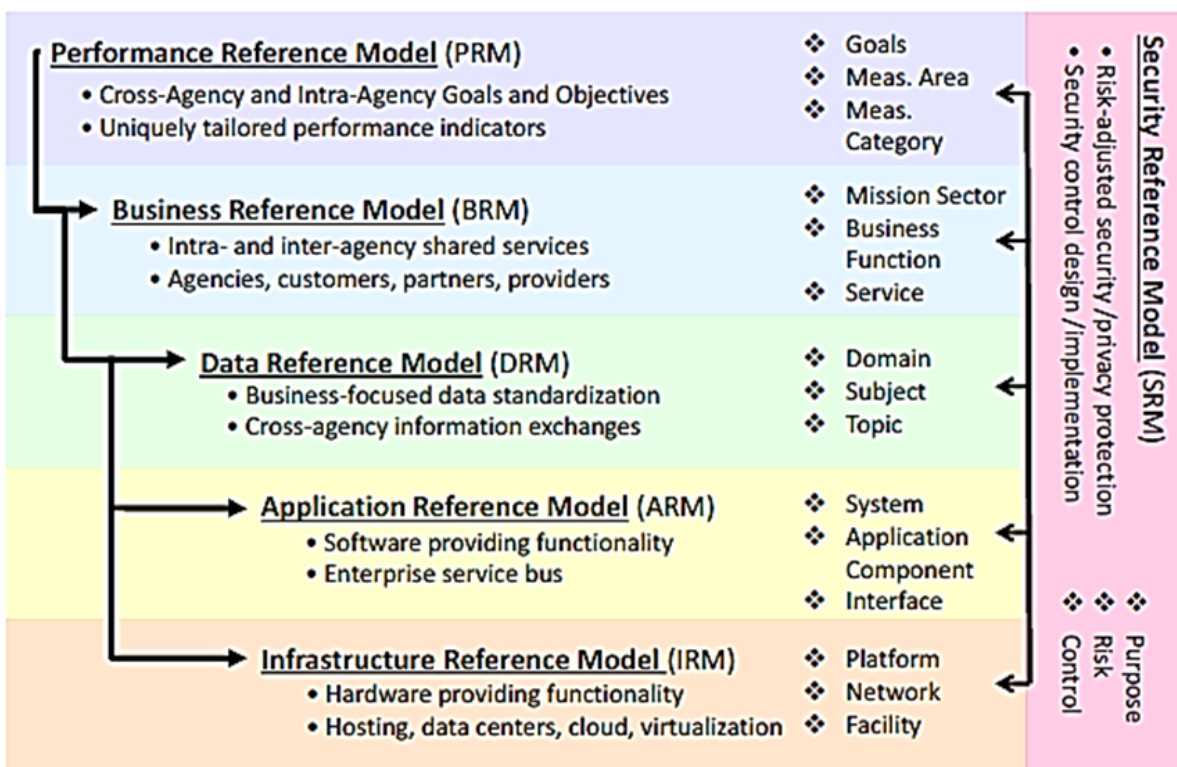 Performance Reference Model (PRM)
• Cross-Agency and Intra-Agency Goals and Objectives
• Uniquely tailored performance indicators
❖ Goals
❖ Meas. Area
❖ Meas.
Category
Business Reference Model (BRM)
• Intra- and inter-agency shared services
• Agencies, customers, partners, providers
❖ Mission Sector
❖ Business
Function
❖ Service
Data Reference Model (DRM)
• Business-focused data standardization
• Cross-agency information exchanges
❖ Domain
❖ Subject
❖ Topic
Application Reference Model (ARM)
• Software providing functionality
• Enterprise service bus
❖ System
❖ Application
Component
❖ Interface
Infrastructure Reference Model (IRM)
• Hardware providing functionality
• Hosting, data centers, cloud, virtualization
❖ Platform
❖ Network
❖ Facility
Security Reference Model (SRM)
• Risk-adjusted security/privacy protection
• Security control design/implementation
❖ Purpose
❖ Risk
❖ Control